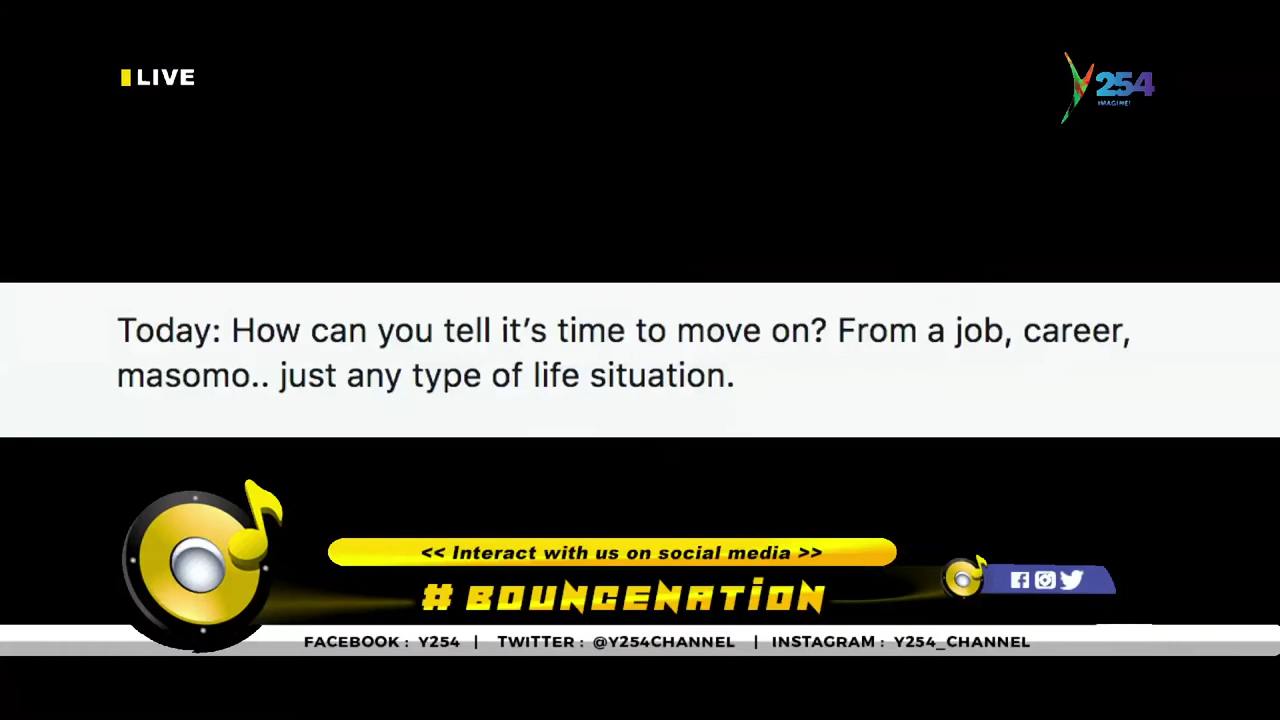 LIVE
Y254
IMAGINE!
Today: How can you tell it's time to move on? From a job, career,
masomo.. just any type of life situation.
<< Interact with us on social media >>
# BOUNCENATION
FACEBOOK : Y254 | TWITTER : @Y254CHANNEL | INSTAGRAM : Y254_CHANNEL